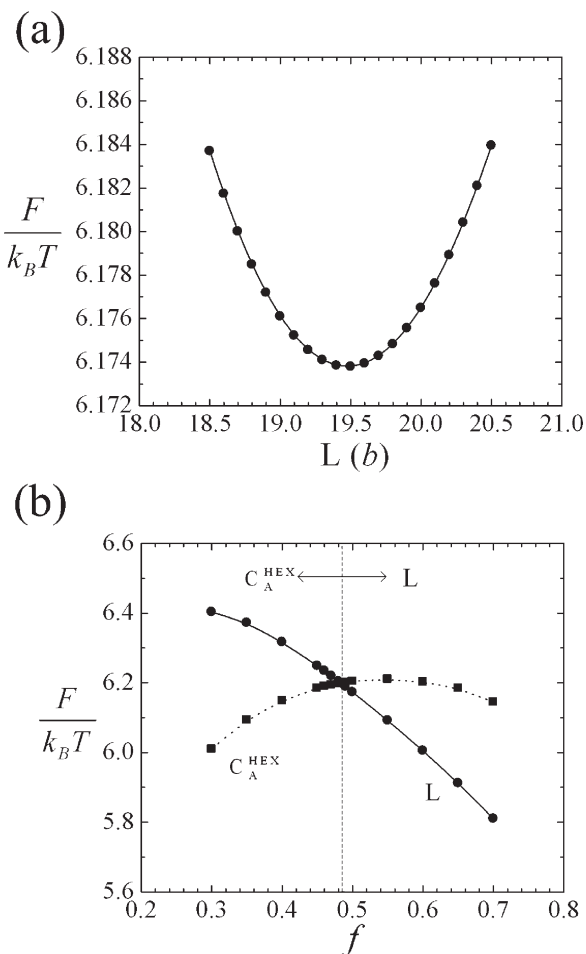 (a)
6.188
6.186
6.184
6.182
6.180
6.178
6.176
6.174
6.172
F
k_B T
18.0 18.5 19.0 19.5 20.0 20.5 21.0
L (b)
(b)
6.6
6.4
6.2
6.0
5.8
5.6
F
k_B T
C_A^HEX L
C_A^HEX
L
0.2 0.3 0.4 0.5 0.6 0.7 0.8
f